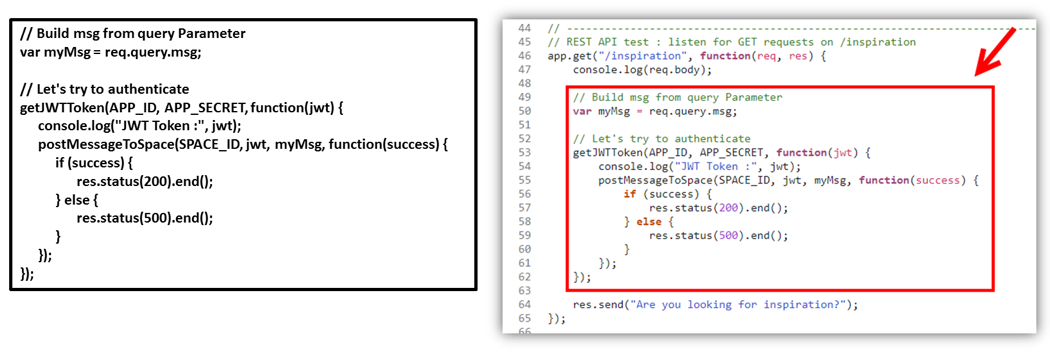 // Build msg from query Parameter
var myMsg = req.query.msg;
// Let's try to authenticate
getJWTToken(APP_ID, APP_SECRET, function(jwt) {
console.log("JWT Token :", jwt);
postMessageToSpace(SPACE_ID, jwt, myMsg, function(success) {
if (success) {
res.status(200).end();
} else {
res.status(500).end();
}
});
});
44 // -----------------------------------------------------------------------
45 // REST API test : listen for GET requests on /inspiration
46 app.get("/inspiration", function(req, res) {
47 console.log(req.body);
48
49 // Build msg from query Parameter
50 var myMsg = req.query.msg;
51
52 // Let's try to authenticate
53 getJWTToken(APP_ID, APP_SECRET, function(jwt) {
54 console.log("JWT Token :", jwt);
55 postMessageToSpace(SPACE_ID, jwt, myMsg, function(success) {
56 if (success) {
57 res.status(200).end();
58 } else {
59 res.status(500).end();
60 }
61 });
62 });
63
64 res.send("Are you looking for inspiration?");
65 });
66